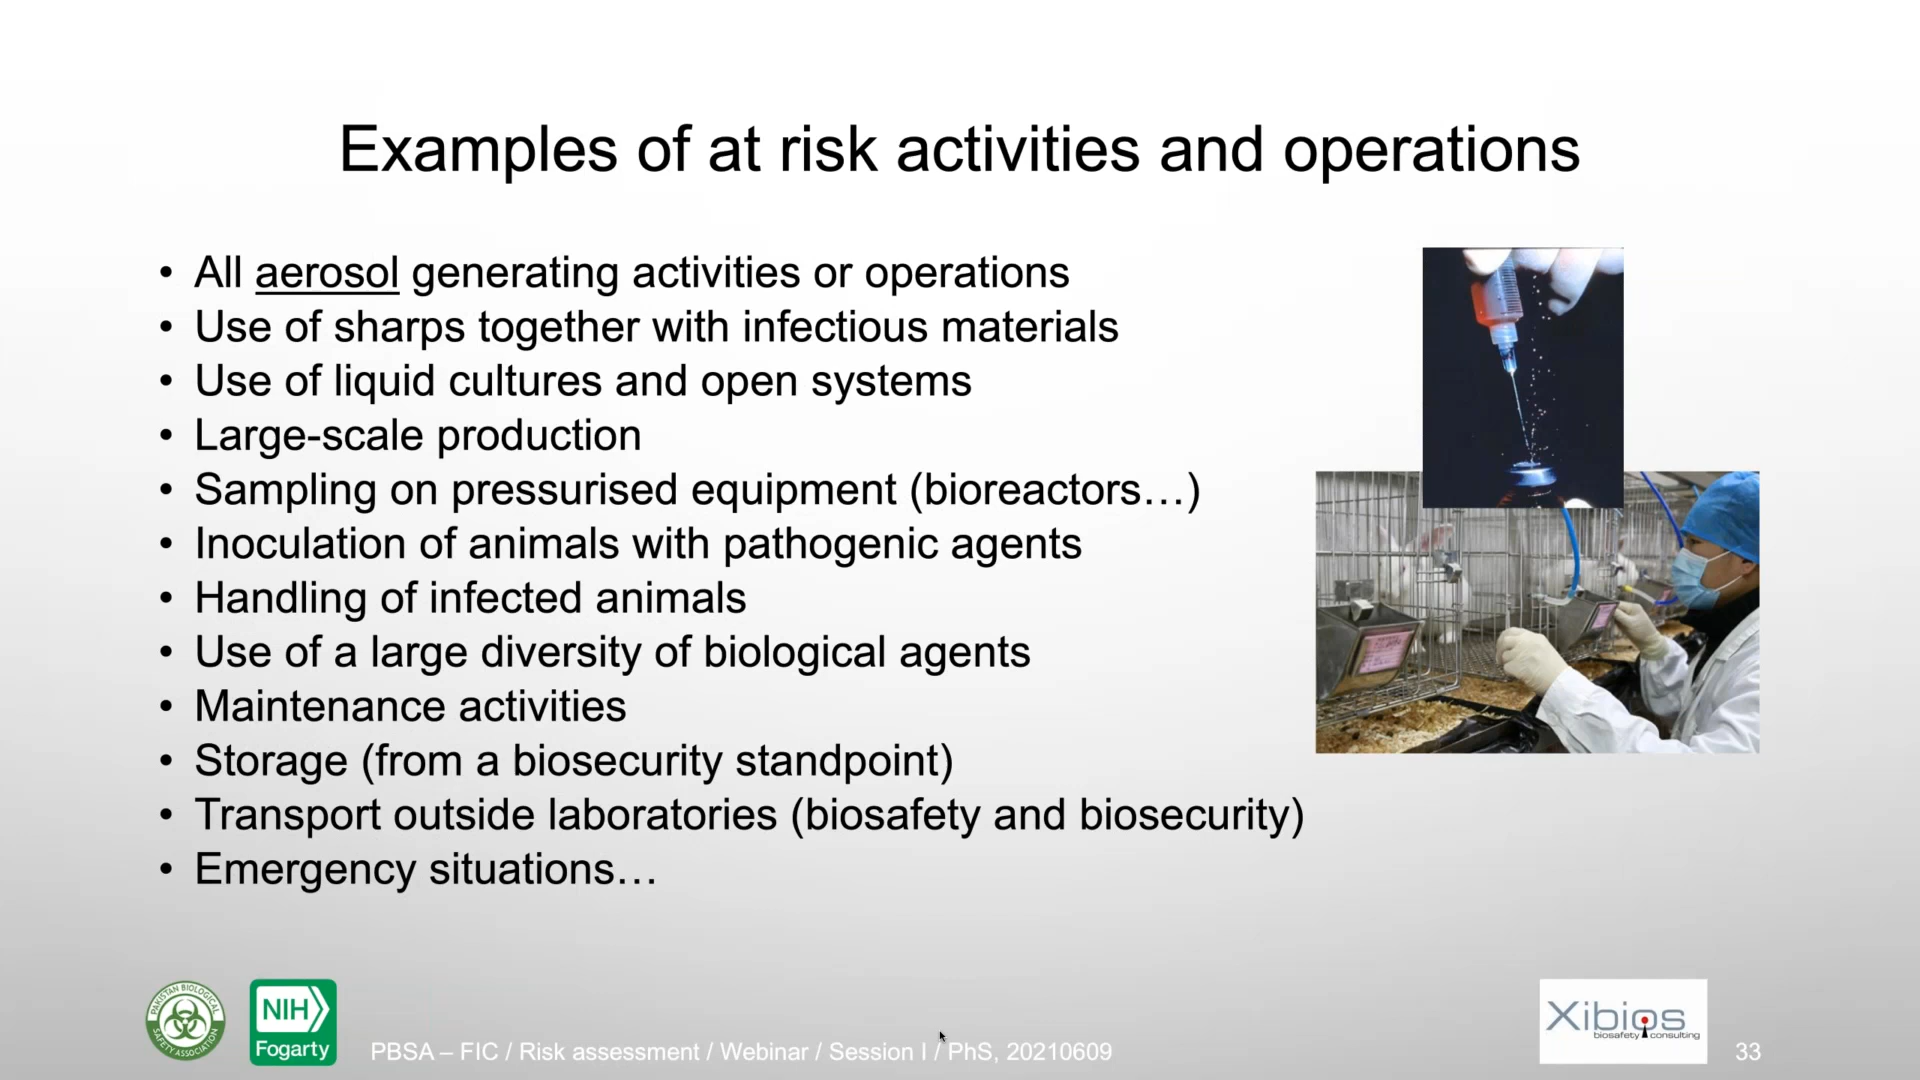 Examples of at risk activities and operations
• All aerosol generating activities or operations
• Use of sharps together with infectious materials
• Use of liquid cultures and open systems
• Large-scale production
• Sampling on pressurised equipment (bioreactors…)
• Inoculation of animals with pathogenic agents
• Handling of infected animals
• Use of a large diversity of biological agents
• Maintenance activities
• Storage (from a biosecurity standpoint)
• Transport outside laboratories (biosafety and biosecurity)
• Emergency situations…
PAKISTAN BIOLOGICAL
SAFETY ASSOCIATION
NIH
Fogarty
PBSA – FIC / Risk assessment / Webinar / Session I / PhS, 20210609
Xibios
biosafety consulting
33